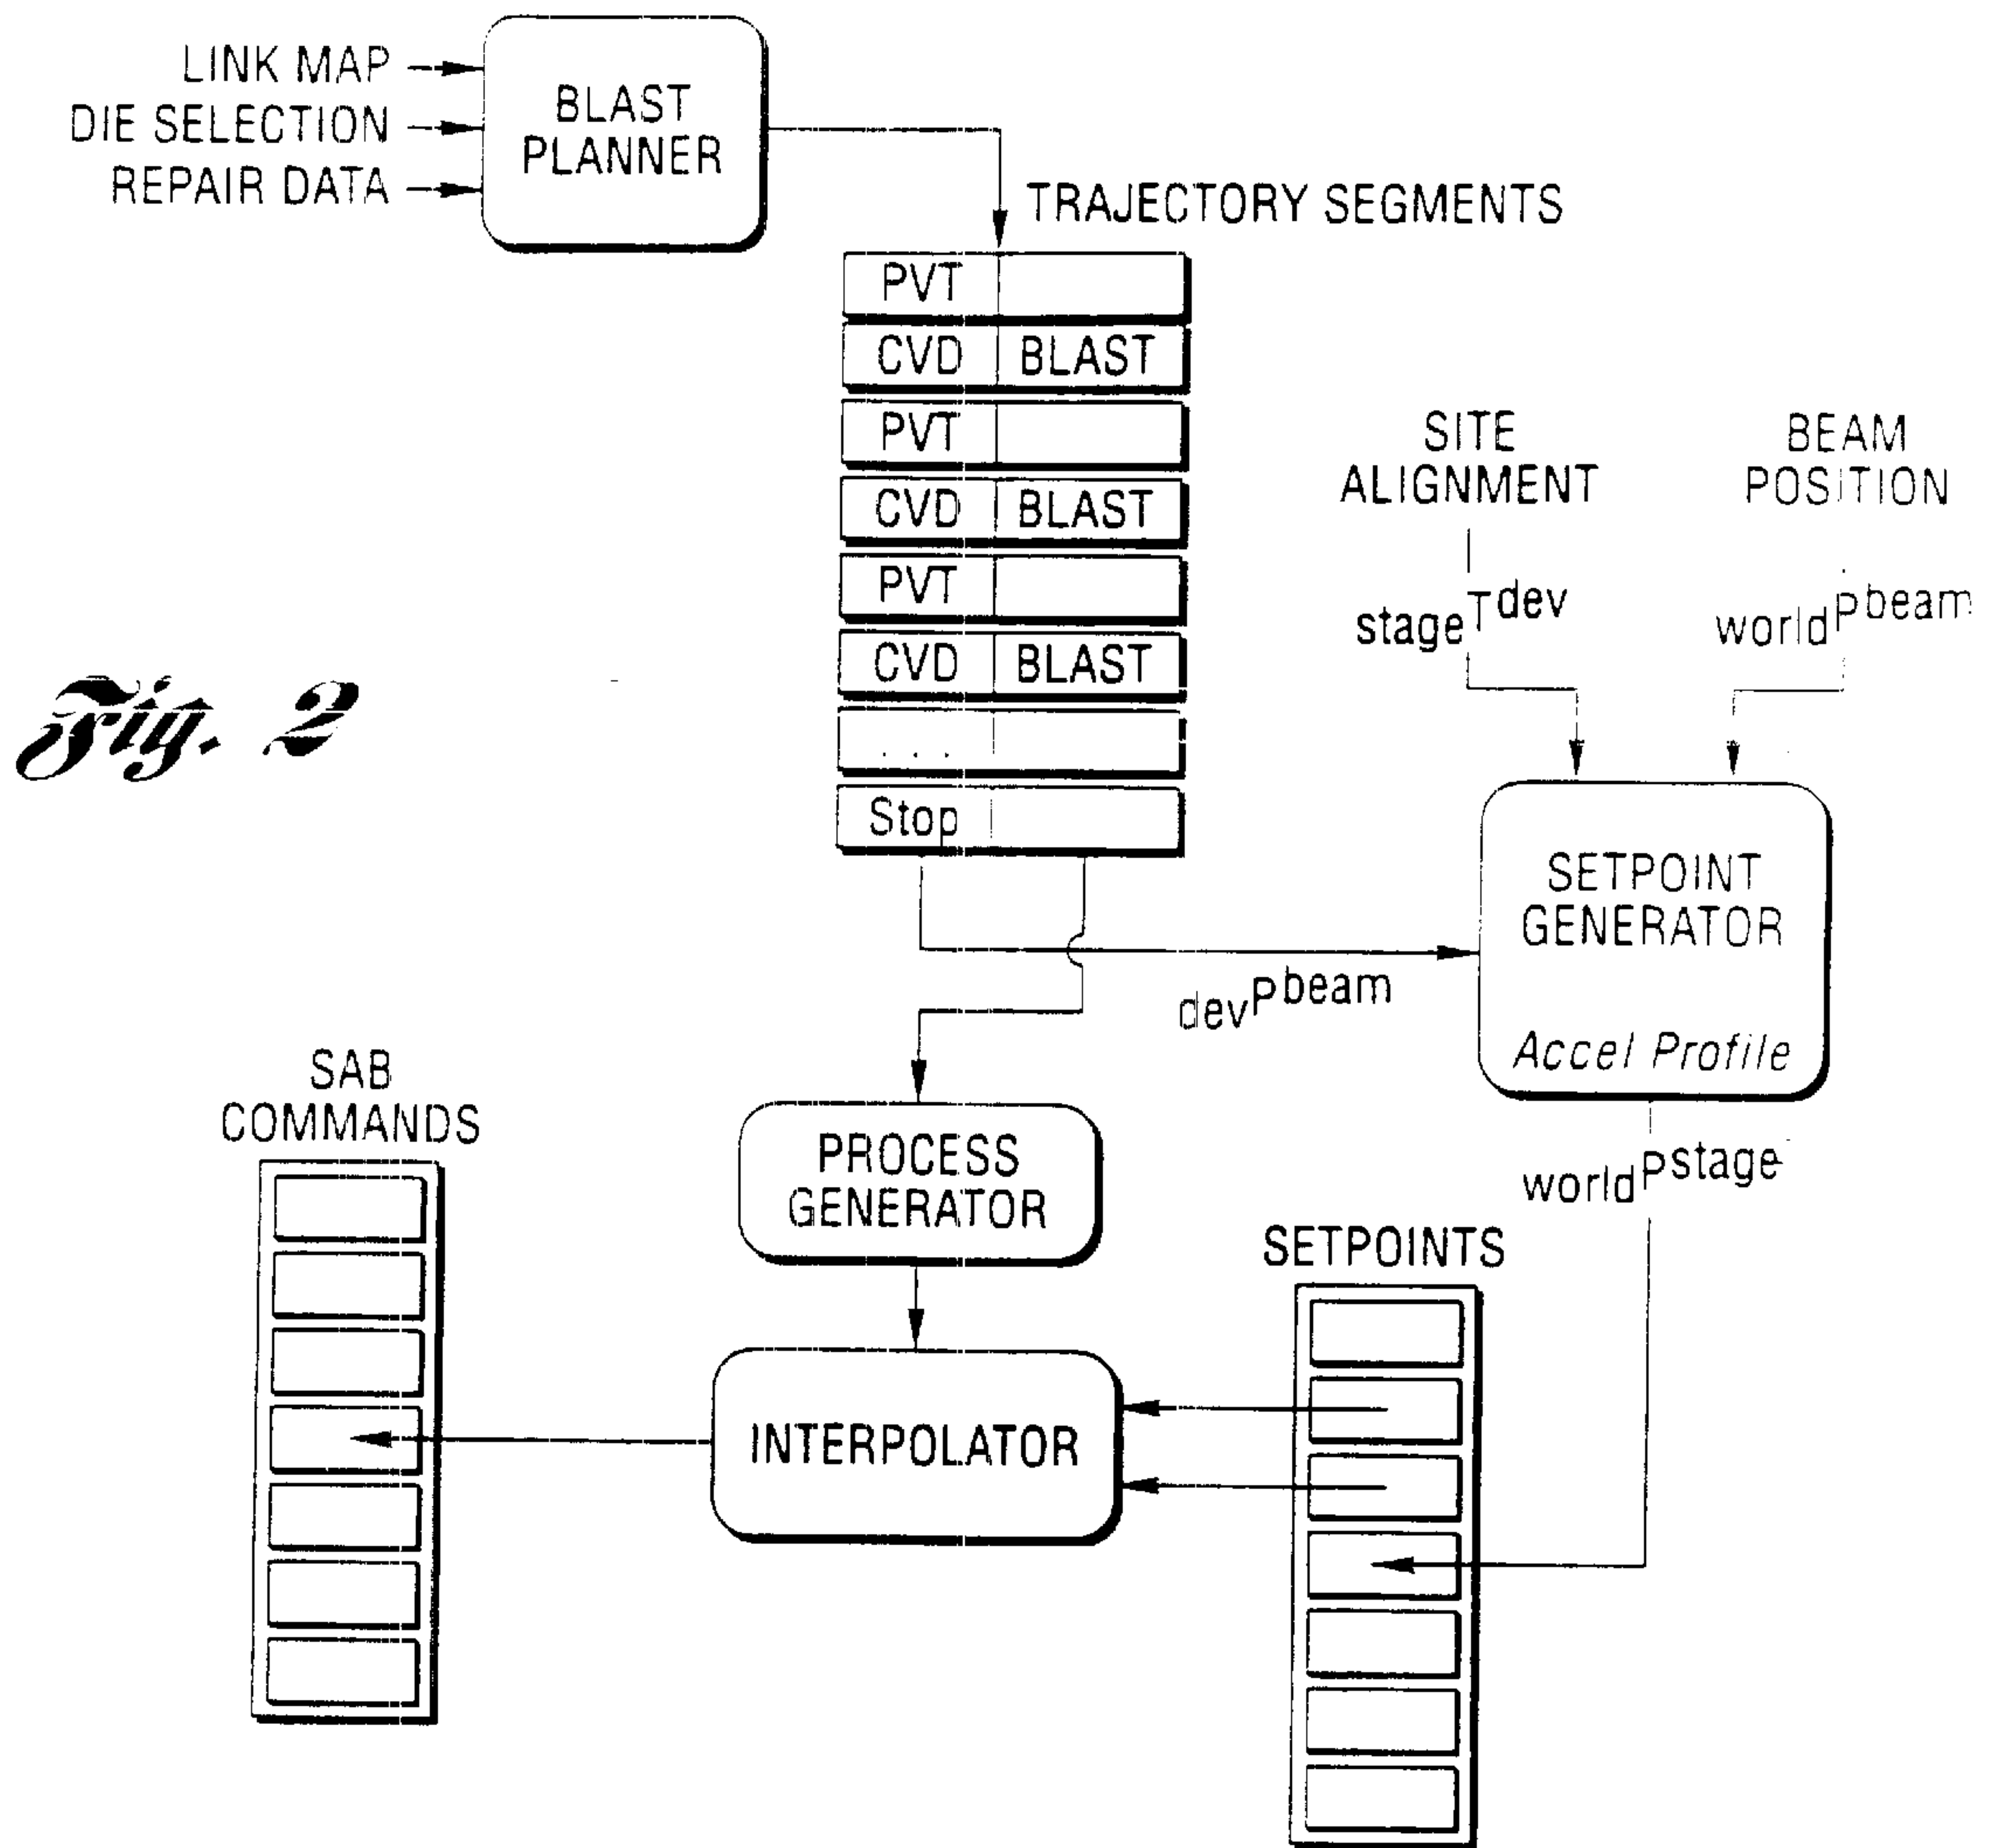 LINK MAP
DIE SELECTION
REPAIR DATA
BLAST
PLANNER
TRAJECTORY SEGMENTS
PVT
CVD BLAST
PVT
CVD BLAST
PVT
CVD BLAST
. . .
Stop
SITE
ALIGNMENT
BEAM
POSITION
stageTdev
worldPbeam
Fig. 2
SETPOINT
GENERATOR
Accel Profile
devPbeam
worldPstage
SAB
COMMANDS
PROCESS
GENERATOR
SETPOINTS
INTERPOLATOR